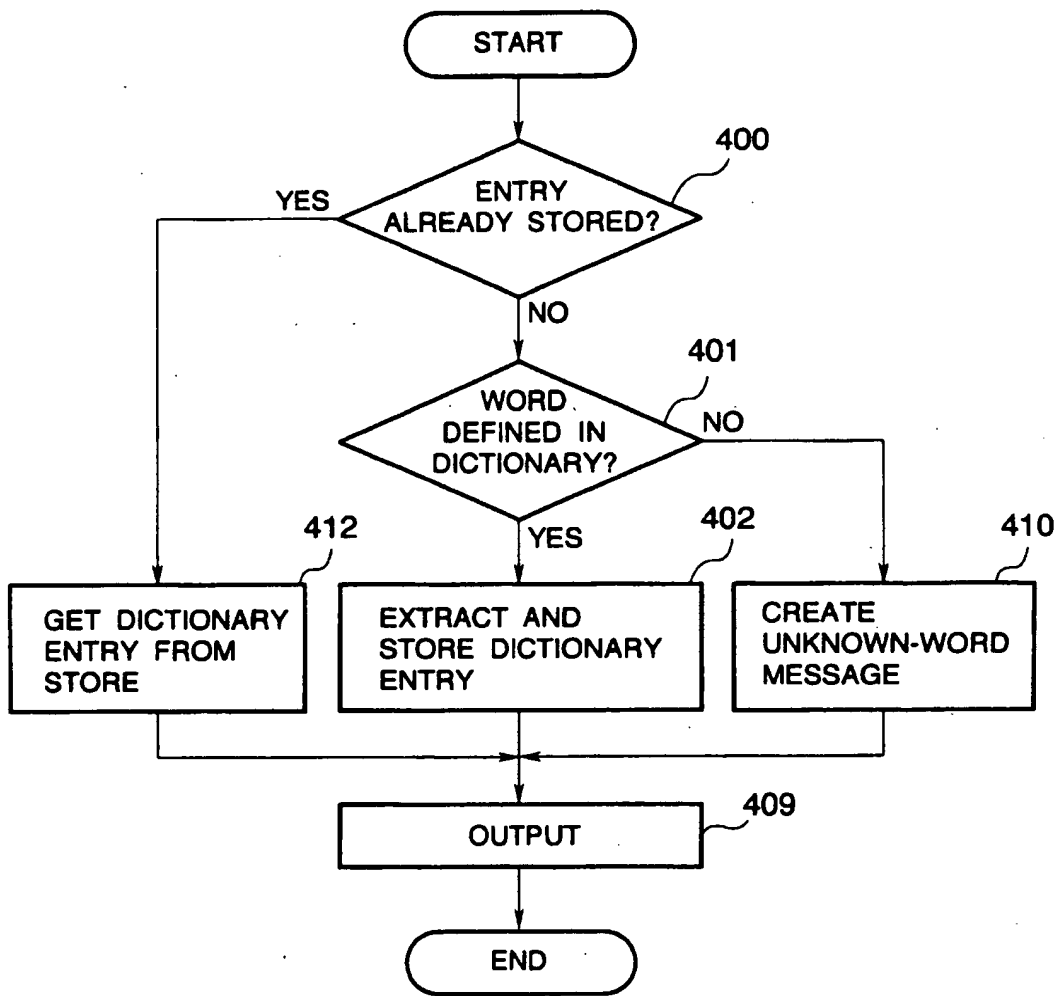 START
400
YES
ENTRY
ALREADY STORED?
NO
401
WORD
DEFINED IN
DICTIONARY?
NO
YES
412
402
410
GET DICTIONARY
ENTRY FROM
STORE
EXTRACT AND
STORE DICTIONARY
ENTRY
CREATE
UNKNOWN-WORD
MESSAGE
409
OUTPUT
END